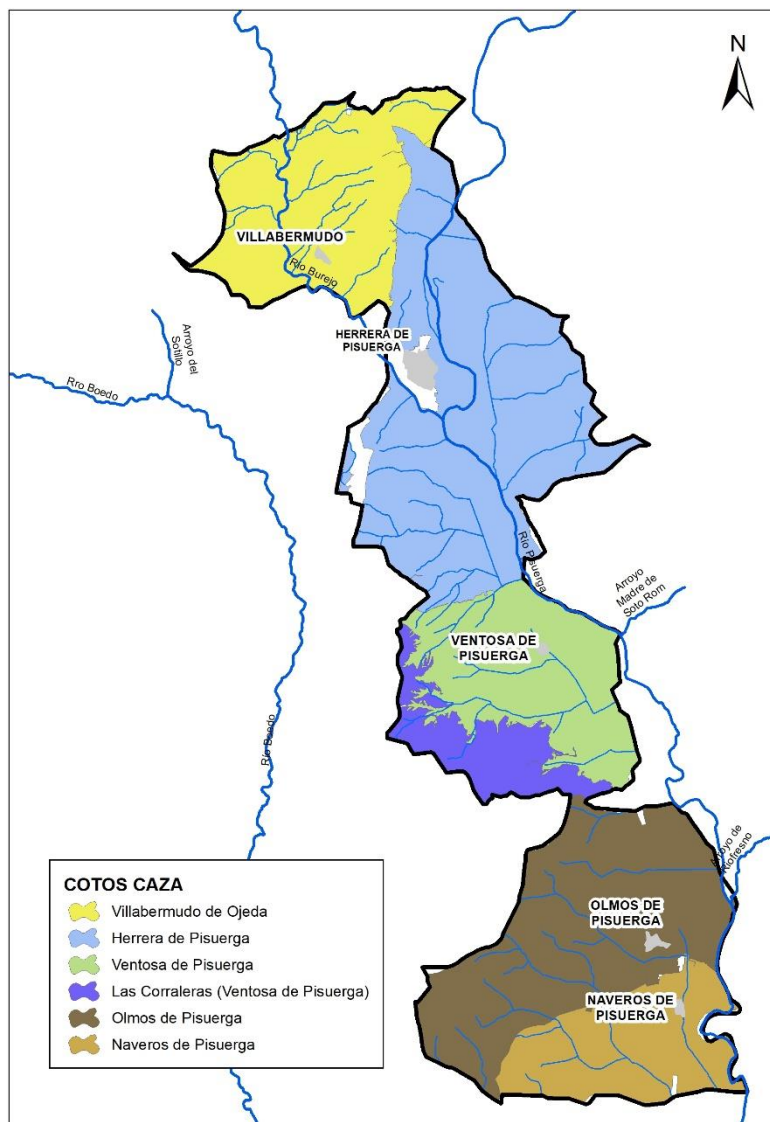 N
VILLABERMUDO
Río Burejo
HERRERA DE
PISUERGA
Arroyo del
Sotillo
Rro Boedo
Río Pisuerga
Arroyo
Madre de
Soto Rom
VENTOSA DE
PISUERGA
Río Boedo
Arroyo de
Riofresno
OLMOS DE
PISUERGA
NAVEROS DE
PISUERGA
COTOS CAZA
Villabermudo de Ojeda
Herrera de Pisuerga
Ventosa de Pisuerga
Las Corraleras (Ventosa de Pisuerga)
Olmos de Pisuerga
Naveros de Pisuerga